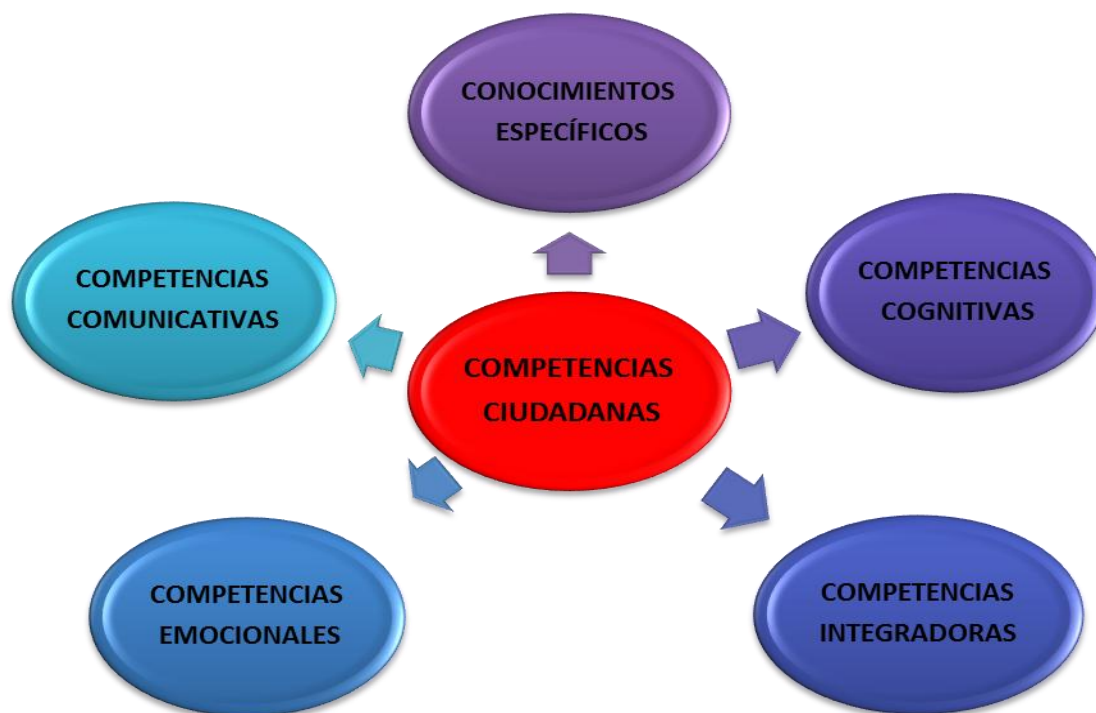 CONOCIMIENTOS
ESPECÍFICOS
COMPETENCIAS
COMUNICATIVAS
COMPETENCIAS
COGNITIVAS
COMPETENCIAS
CIUDADANAS
COMPETENCIAS
EMOCIONALES
COMPETENCIAS
INTEGRADORAS